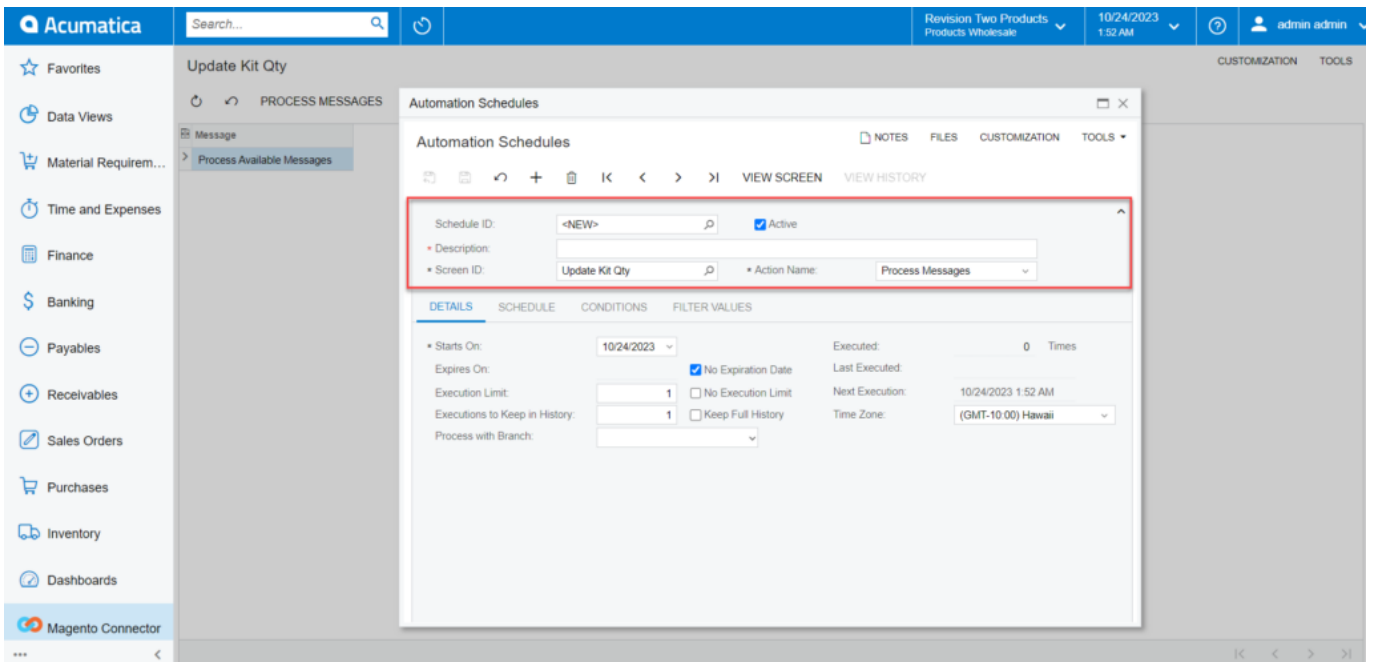 Acumatica
Search...
Revision Two Products
Products Wholesale
10/24/2023
1:52 AM
admin admin
Favorites
Data Views
Material Requirem...
Time and Expenses
Finance
Banking
Payables
Receivables
Sales Orders
Purchases
Inventory
Dashboards
Magento Connector
Update Kit Qty
CUSTOMIZATION TOOLS
PROCESS MESSAGES
Message
Process Available Messages
Automation Schedules
Automation Schedules
NOTES FILES CUSTOMIZATION TOOLS
VIEW SCREEN VIEW HISTORY
Schedule ID: <NEW> Active
* Description:
* Screen ID: Update Kit Qty * Action Name: Process Messages
DETAILS SCHEDULE CONDITIONS FILTER VALUES
* Starts On: 10/24/2023 Executed: 0 Times
Expires On: No Expiration Date Last Executed:
Execution Limit: 1 No Execution Limit Next Execution: 10/24/2023 1:52 AM
Executions to Keep in History: 1 Keep Full History Time Zone: (GMT-10:00) Hawaii
Process with Branch: